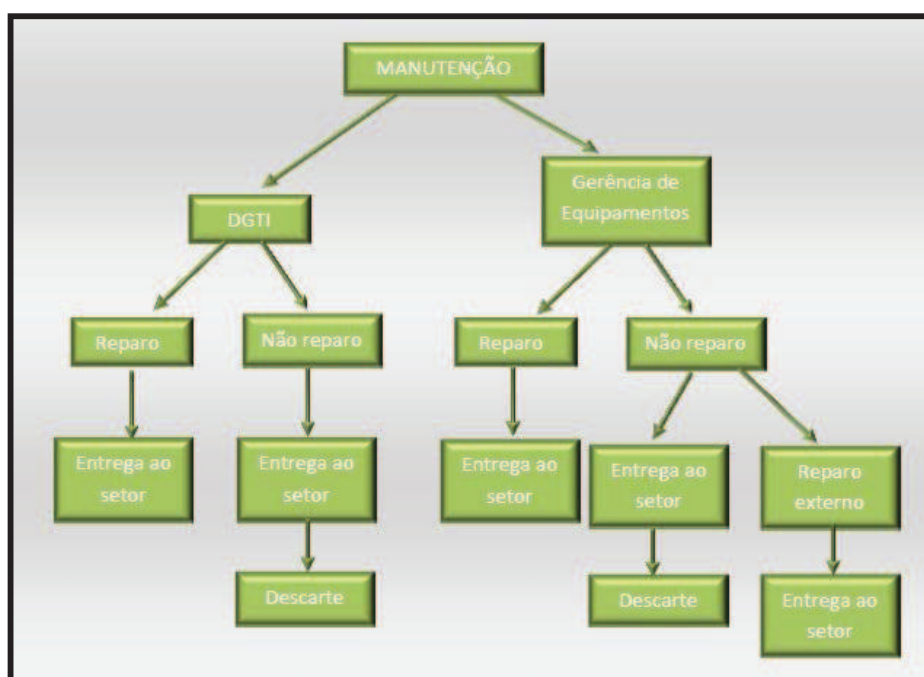 MANUTENÇÃO
DGTI
Gerência de
Equipamentos
Reparo
Não reparo
Reparo
Não reparo
Entrega ao
setor
Entrega ao
setor
Entrega ao
setor
Entrega ao
setor
Reparo
externo
Descarte
Descarte
Entrega ao
setor